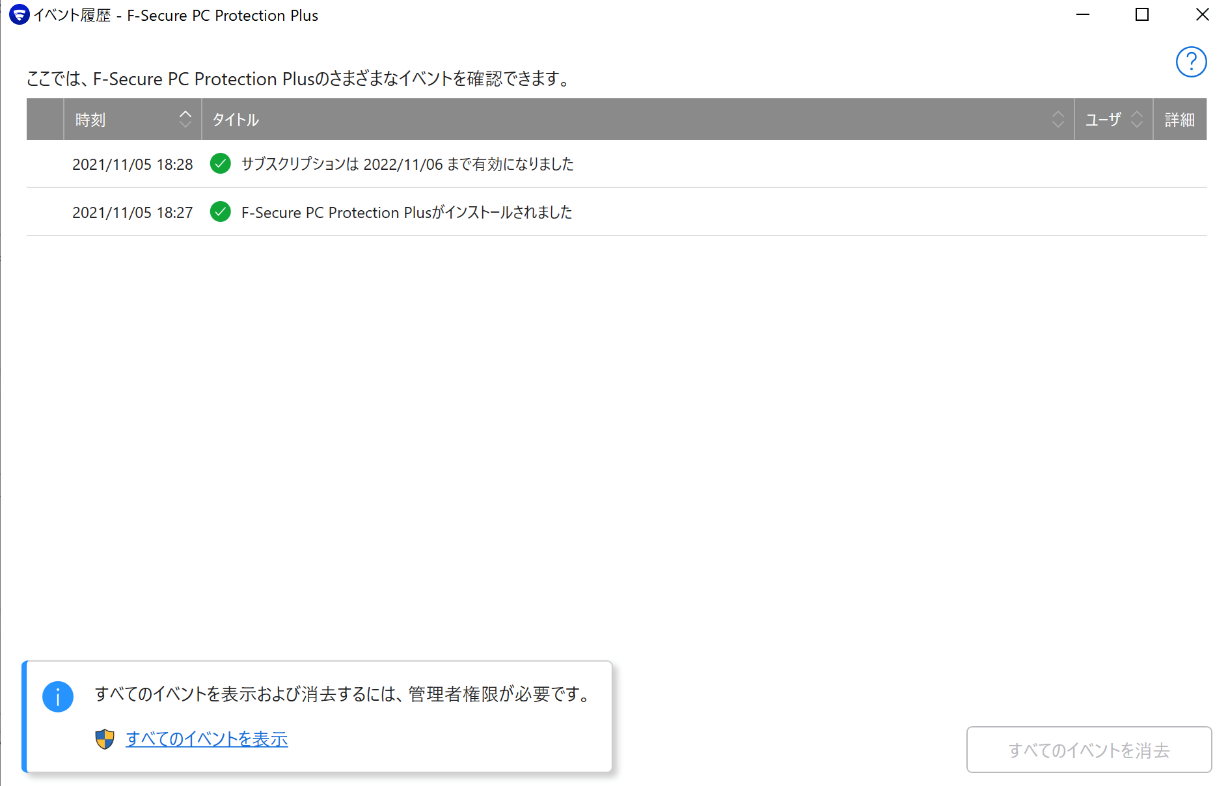 イベント履歴 - F-Secure PC Protection Plus
ここでは、F-Secure PC Protection Plusのさまざまなイベントを確認できます。
時刻 タイトル ユーザ 詳細
2021/11/05 18:28 サブスクリプションは 2022/11/06 まで有効になりました
2021/11/05 18:27 F-Secure PC Protection Plusがインストールされました
すべてのイベントを表示および消去するには、管理者権限が必要です。
すべてのイベントを表示
すべてのイベントを消去